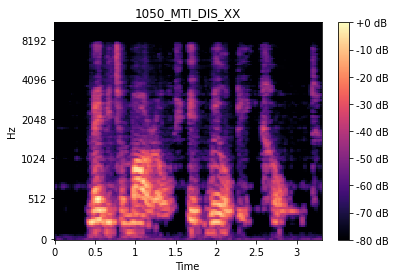 1050_MTI_DIS_XX
8192
4096
2048
1024
512
0
Hz
0 0.5 1 1.5 2 2.5 3
Time
+0 dB
-10 dB
-20 dB
-30 dB
-40 dB
-50 dB
-60 dB
-70 dB
-80 dB